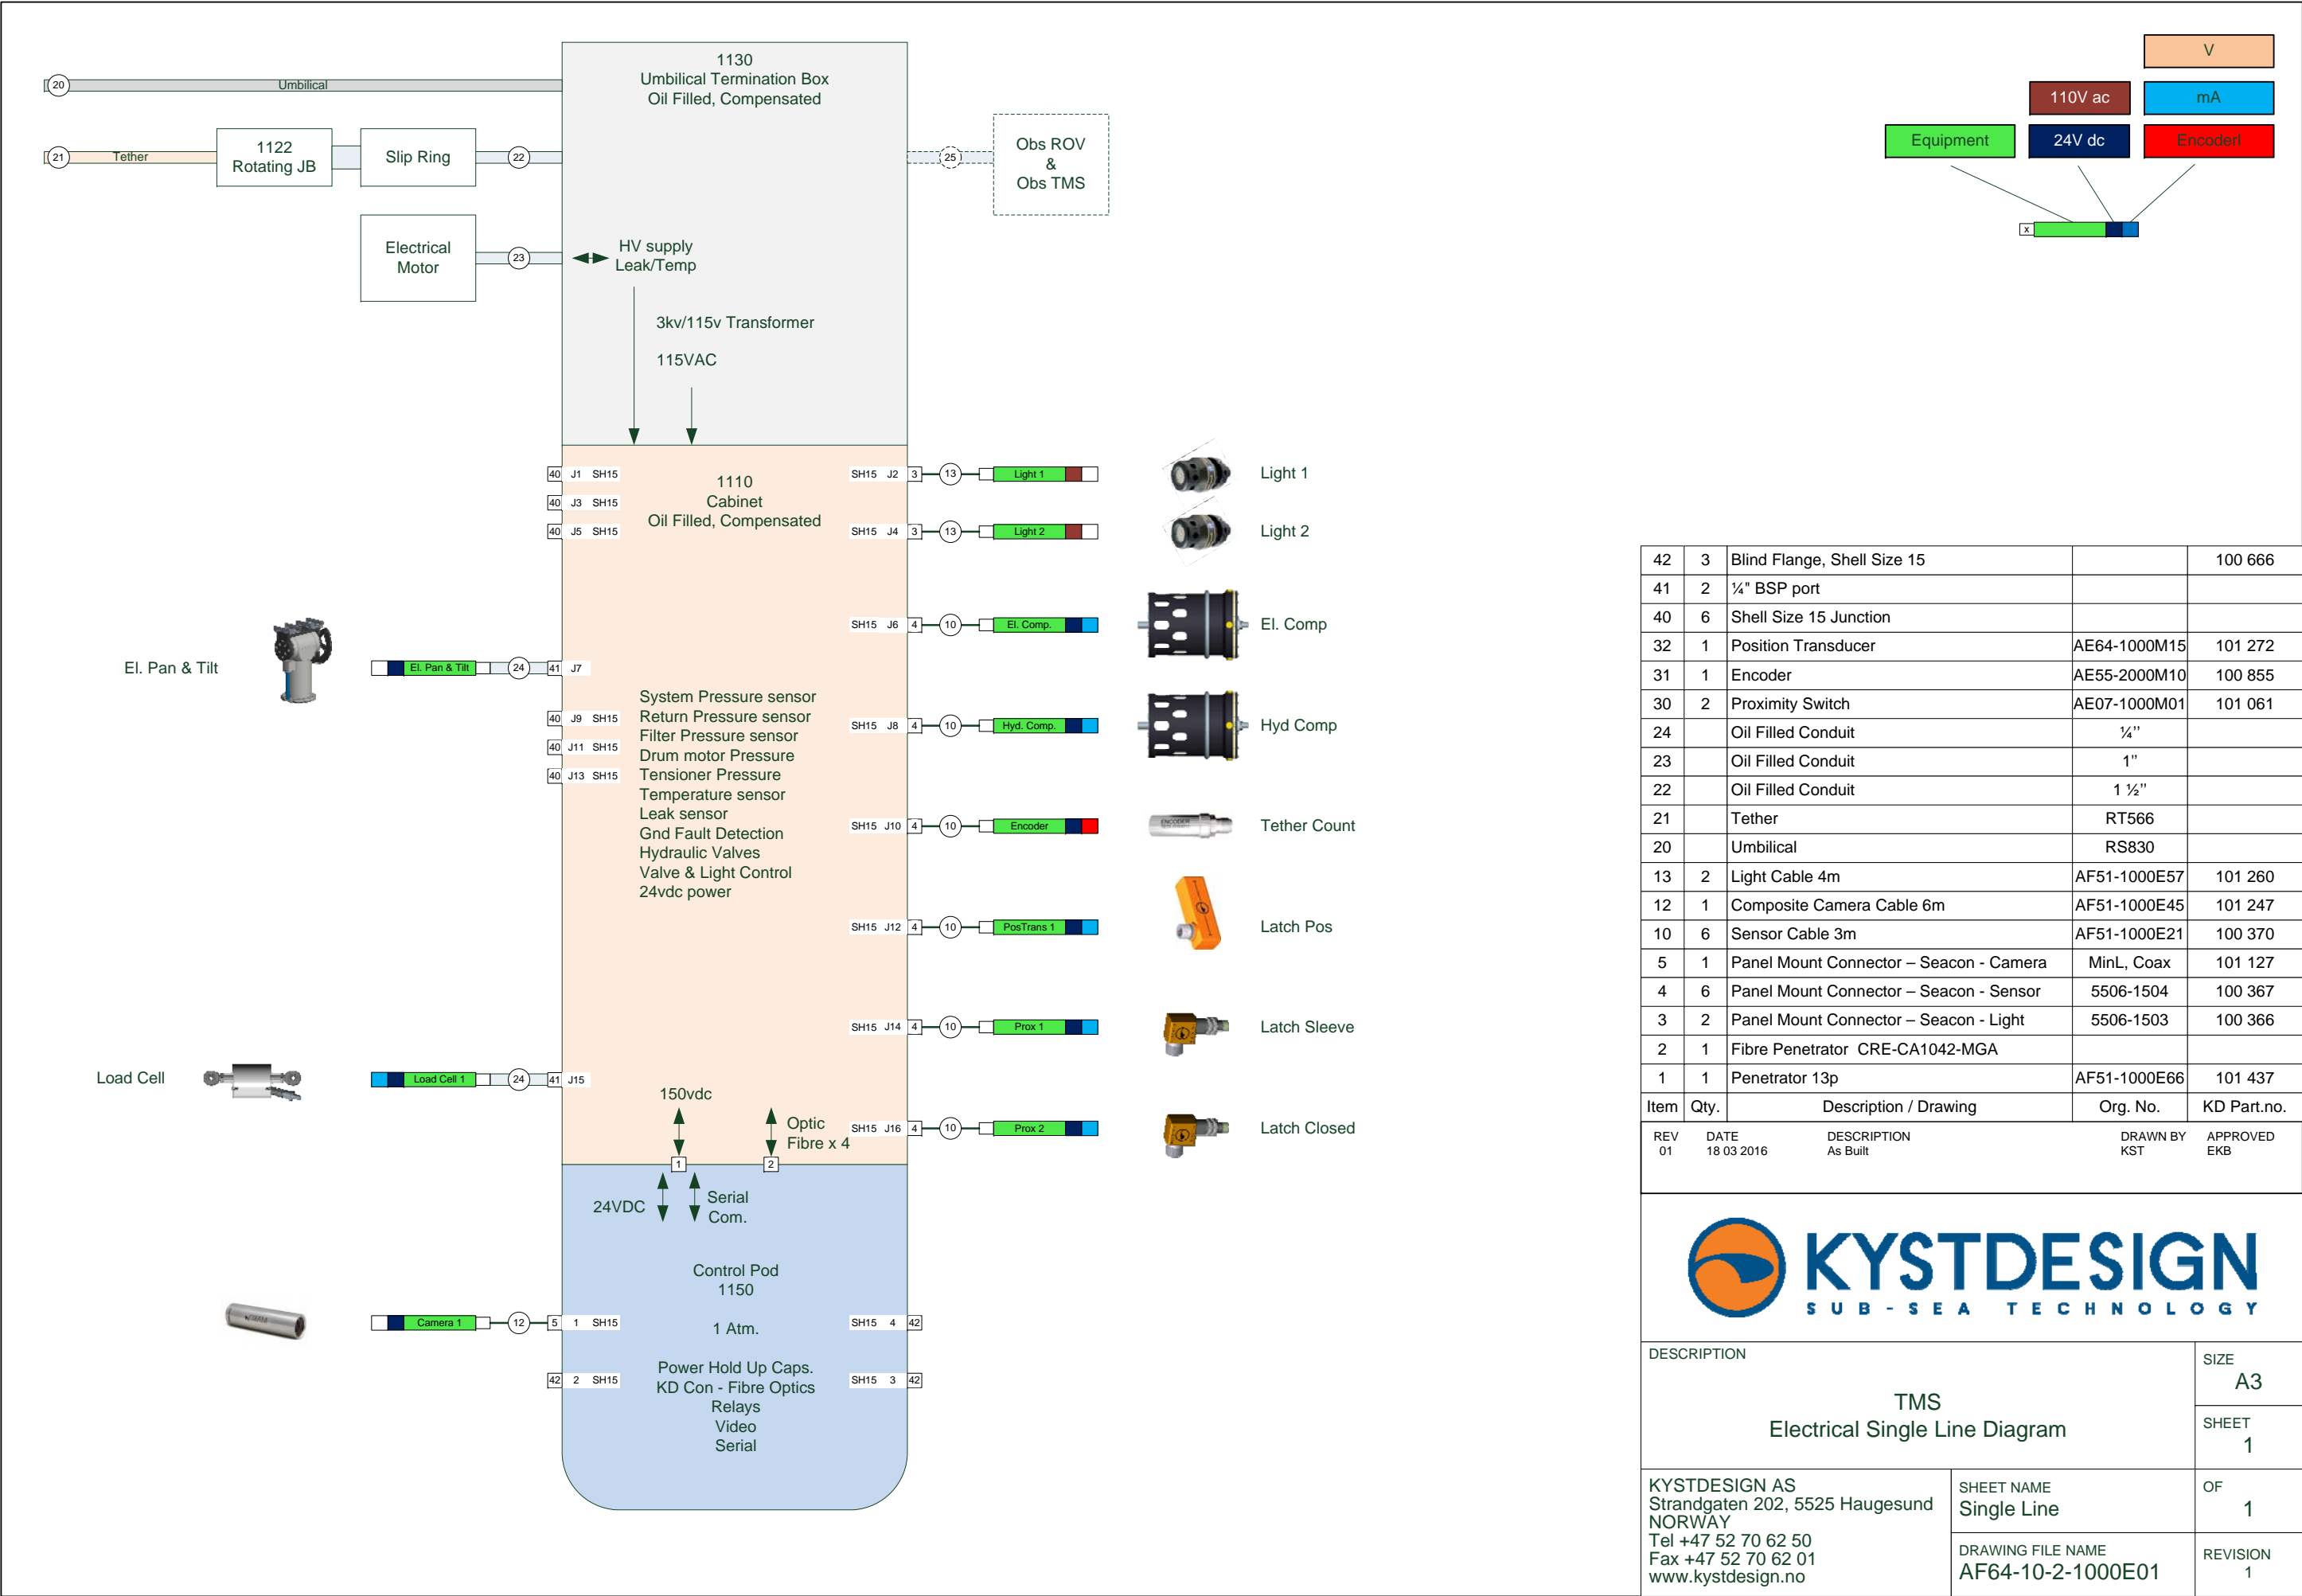 1130
Umbilical Termination Box
Oil Filled, Compensated
20 Umbilical
21 Tether
1122
Rotating JB
Slip Ring
22
25
Obs ROV
&
Obs TMS
Electrical
Motor
23
HV supply
Leak/Temp
3kv/115v Transformer
115VAC
V
110V ac
mA
Equipment
24V dc
Encoderl
x
40 J1 SH15
40 J3 SH15
40 J5 SH15
1110
Cabinet
Oil Filled, Compensated
SH15 J2 3 13 Light 1
Light 1
SH15 J4 3 13 Light 2
Light 2
SH15 J6 4 10 El. Comp.
El. Comp
El. Pan & Tilt
El. Pan & Tilt 24 41 J7
40 J9 SH15
40 J11 SH15
40 J13 SH15
System Pressure sensor
Return Pressure sensor
Filter Pressure sensor
Drum motor Pressure
Tensioner Pressure
Temperature sensor
Leak sensor
Gnd Fault Detection
Hydraulic Valves
Valve & Light Control
24vdc power
SH15 J8 4 10 Hyd. Comp.
Hyd Comp
SH15 J10 4 10 Encoder
ENCODER
Tether Count
SH15 J12 4 10 PosTrans 1
Latch Pos
SH15 J14 4 10 Prox 1
Latch Sleeve
Load Cell
Load Cell 1 24 41 J15
SH15 J16 4 10 Prox 2
Latch Closed
150vdc
Optic
Fibre x 4
1
2
24VDC
Serial
Com.
Control Pod
1150
1 Atm.
Power Hold Up Caps.
KD Con - Fibre Optics
Relays
Video
Serial
Camera 1 12 5 1 SH15
42 2 SH15
SH15 4 42
SH15 3 42
42 3 Blind Flange, Shell Size 15 100 666
41 2 ¼" BSP port
40 6 Shell Size 15 Junction
32 1 Position Transducer AE64-1000M15 101 272
31 1 Encoder AE55-2000M10 100 855
30 2 Proximity Switch AE07-1000M01 101 061
24 Oil Filled Conduit ¼’’
23 Oil Filled Conduit 1”
22 Oil Filled Conduit 1 ½’’
21 Tether RT566
20 Umbilical RS830
13 2 Light Cable 4m AF51-1000E57 101 260
12 1 Composite Camera Cable 6m AF51-1000E45 101 247
10 6 Sensor Cable 3m AF51-1000E21 100 370
5 1 Panel Mount Connector – Seacon - Camera MinL, Coax 101 127
4 6 Panel Mount Connector – Seacon - Sensor 5506-1504 100 367
3 2 Panel Mount Connector – Seacon - Light 5506-1503 100 366
2 1 Fibre Penetrator CRE-CA1042-MGA
1 1 Penetrator 13p AF51-1000E66 101 437
Item Qty. Description / Drawing Org. No. KD Part.no.
REV DATE DESCRIPTION DRAWN BY APPROVED
01 18 03 2016 As Built KST EKB
KYSTDESIGN
SUB-SEA TECHNOLOGY
DESCRIPTION
TMS
Electrical Single Line Diagram
SIZE
A3
SHEET
1
KYSTDESIGN AS
Strandgaten 202, 5525 Haugesund
NORWAY
Tel +47 52 70 62 50
Fax +47 52 70 62 01
www.kystdesign.no
SHEET NAME
Single Line
OF
1
DRAWING FILE NAME
AF64-10-2-1000E01
REVISION
1